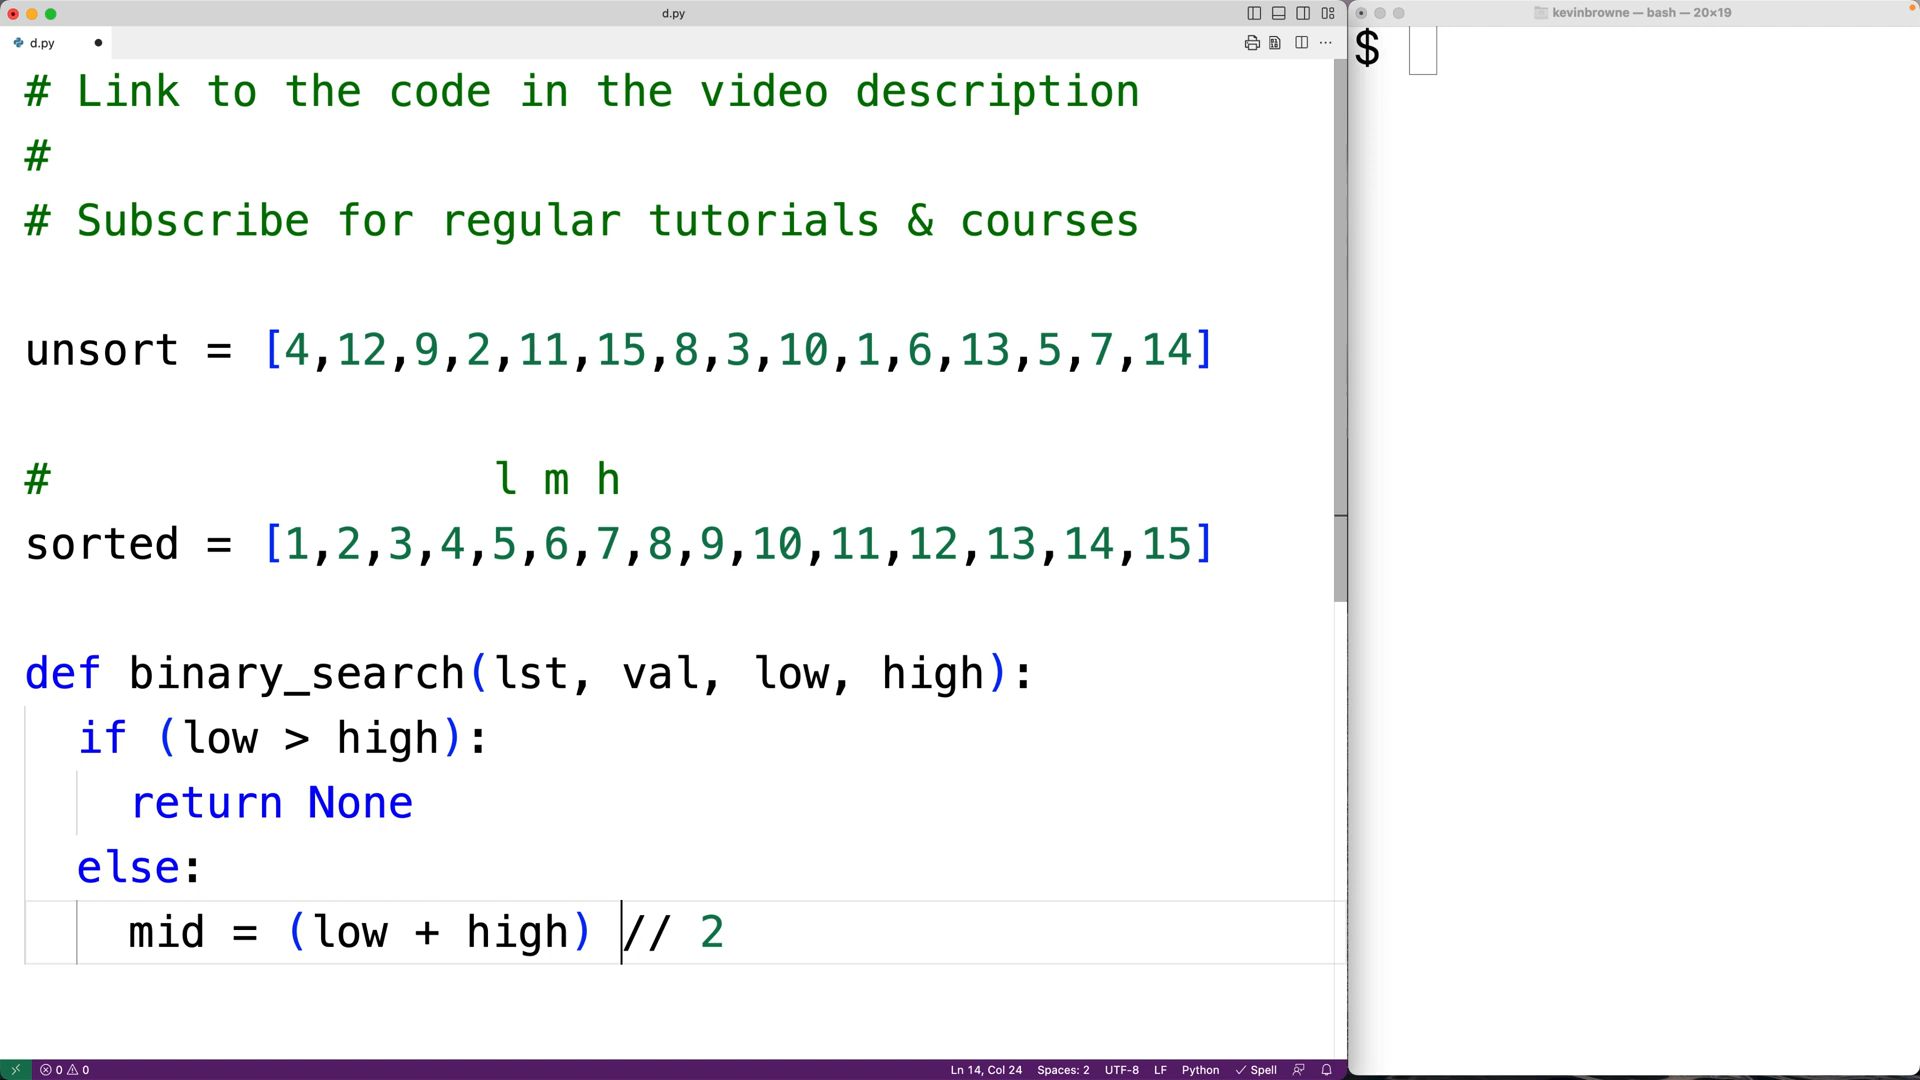 d.py
kevinbrowne — bash — 20×19
d.py
$
# Link to the code in the video description
#
# Subscribe for regular tutorials & courses
unsort = [4,12,9,2,11,15,8,3,10,1,6,13,5,7,14]
#                 l m h
sorted = [1,2,3,4,5,6,7,8,9,10,11,12,13,14,15]
def binary_search(lst, val, low, high):
  if (low > high):
    return None
  else:
    mid = (low + high) // 2
0 0 Ln 14, Col 24 Spaces: 2 UTF-8 LF Python Spell